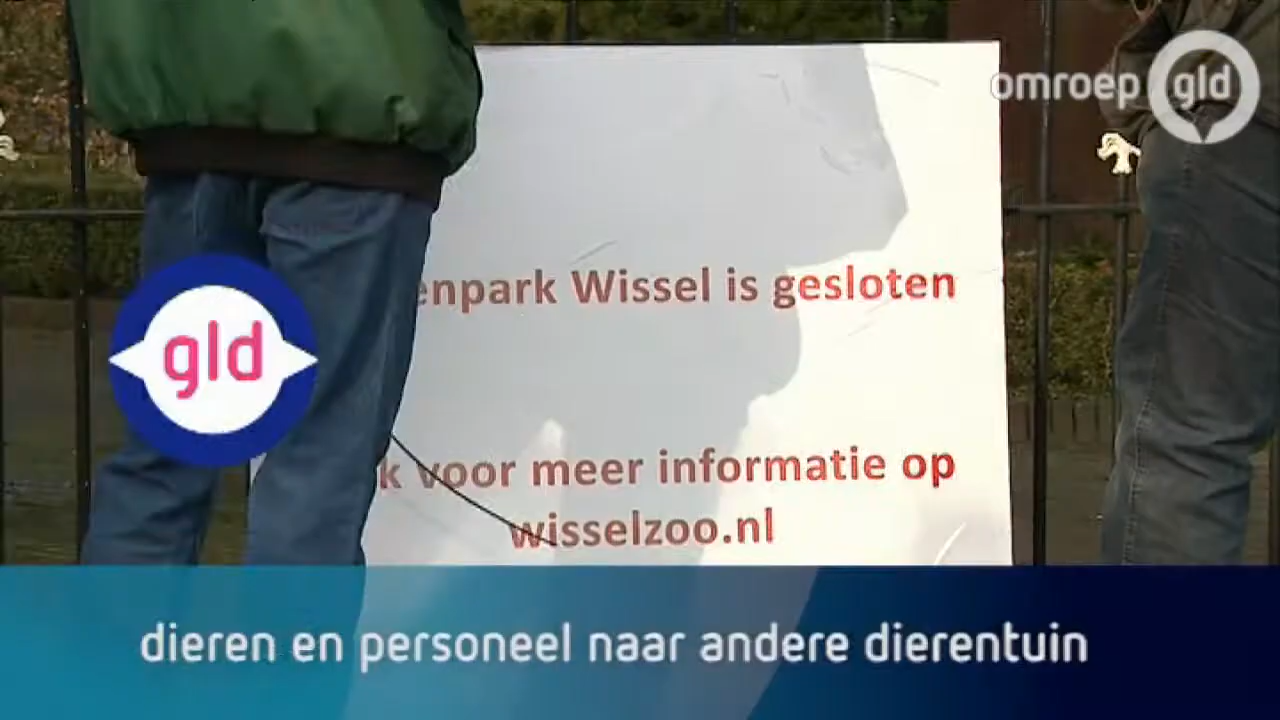 omroep gld
enpark Wissel is gesloten
gld
k voor meer informatie op
wisselzoo.nl
dieren en personeel naar andere dierentuin